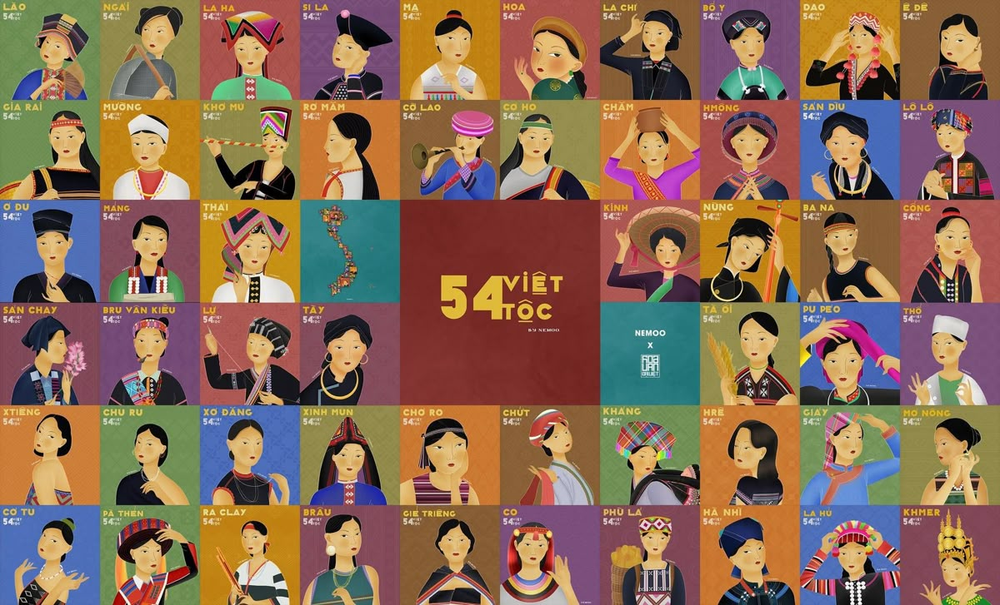 LÀO
54 VIỆT TỘC
NGÁI
54 VIỆT TỘC
LA HA
54 VIỆT TỘC
SI LA
54 VIỆT TỘC
MẠ
54 VIỆT TỘC
HOA
54 VIỆT TỘC
LA CHÍ
54 VIỆT TỘC
BỐ Y
54 VIỆT TỘC
DAO
54 VIỆT TỘC
Ê ĐÊ
54 VIỆT TỘC
GIA RAI
54 VIỆT TỘC
MƯỜNG
54 VIỆT TỘC
KHƠ MÚ
54 VIỆT TỘC
RƠ MĂM
54 VIỆT TỘC
CỜ LAO
54 VIỆT TỘC
CƠ HO
54 VIỆT TỘC
CHĂM
54 VIỆT TỘC
HMÔNG
54 VIỆT TỘC
SÁN DÌU
54 VIỆT TỘC
LÔ LÔ
54 VIỆT TỘC
Ơ ĐU
54 VIỆT TỘC
MẢNG
54 VIỆT TỘC
THÁI
54 VIỆT TỘC
54 VIỆT
TỘC
BY NEMOO
KINH
54 VIỆT TỘC
NÙNG
54 VIỆT TỘC
BA NA
54 VIỆT TỘC
CỐNG
54 VIỆT TỘC
SÁN CHAY
54 VIỆT TỘC
BRU VÂN KIỀU
54 VIỆT TỘC
LỰ
54 VIỆT TỘC
TÀY
54 VIỆT TỘC
NEMOO
X
HOA
VĂN
ĐẠI VIỆT
TÀ ÔI
54 VIỆT TỘC
PU PÉO
54 VIỆT TỘC
THỔ
54 VIỆT TỘC
XTIÊNG
54 VIỆT TỘC
CHU RU
54 VIỆT TỘC
XƠ ĐĂNG
54 VIỆT TỘC
XINH MUN
54 VIỆT TỘC
CHƠ RO
54 VIỆT TỘC
CHỨT
54 VIỆT TỘC
KHÁNG
54 VIỆT TỘC
HRÊ
54 VIỆT TỘC
GIÁY
54 VIỆT TỘC
MƠ NÔNG
54 VIỆT TỘC
CƠ TU
54 VIỆT TỘC
PÀ THẺN
54 VIỆT TỘC
RA GLAY
54 VIỆT TỘC
BRÂU
54 VIỆT TỘC
GIẺ TRIÊNG
54 VIỆT TỘC
CO
54 VIỆT TỘC
PHÙ LÁ
54 VIỆT TỘC
HÀ NHÌ
54 VIỆT TỘC
LA HỦ
54 VIỆT TỘC
KHMER
54 VIỆT TỘC